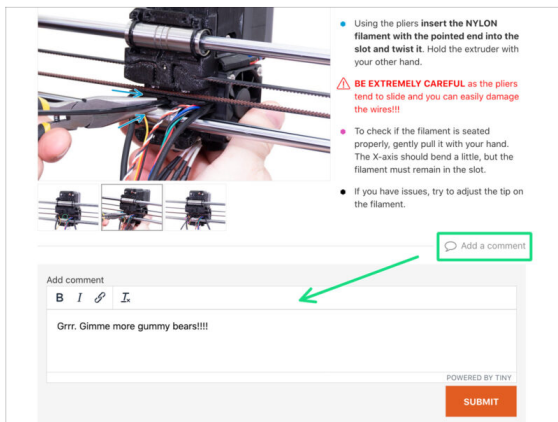 Using the pliers insert the NYLON
filament with the pointed end into the
slot and twist it. Hold the extruder with
your other hand.
BE EXTREMELY CAREFUL as the pliers
tend to slide and you can easily damage
the wires!!!
To check if the filament is seated
properly, gently pull it with your hand.
The X-axis should bend a little, but the
filament must remain in the slot.
If you have issues, try to adjust the tip on
the filament.
Add a comment
Add comment
B I Tx
Grrr. Gimme more gummy bears!!!!
POWERED BY TINY
SUBMIT